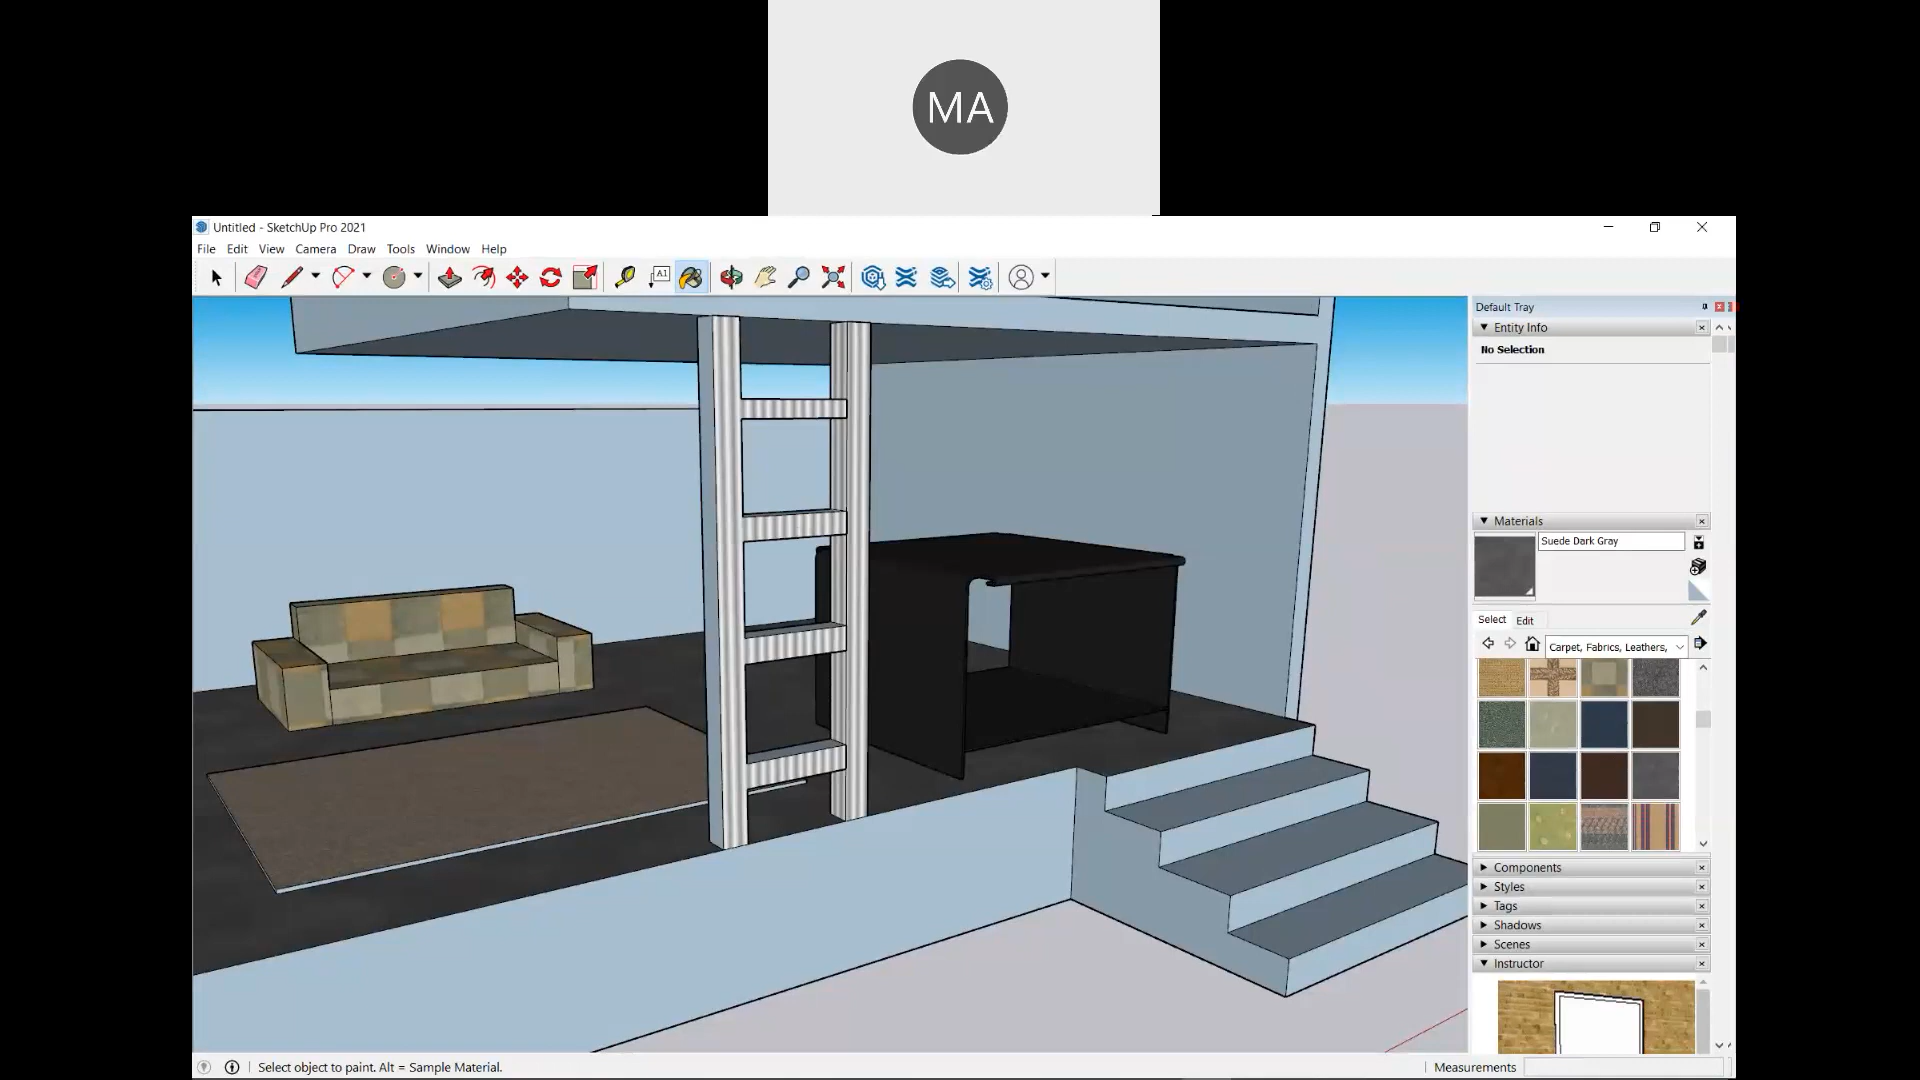 MA
Untitled - SketchUp Pro 2021
File Edit View Camera Draw Tools Window Help
A1
Default Tray
Entity Info
No Selection
Materials
Suede Dark Gray
Select Edit
Carpet, Fabrics, Leathers,
Components
Styles
Tags
Shadows
Scenes
Instructor
Select object to paint. Alt = Sample Material.
Measurements